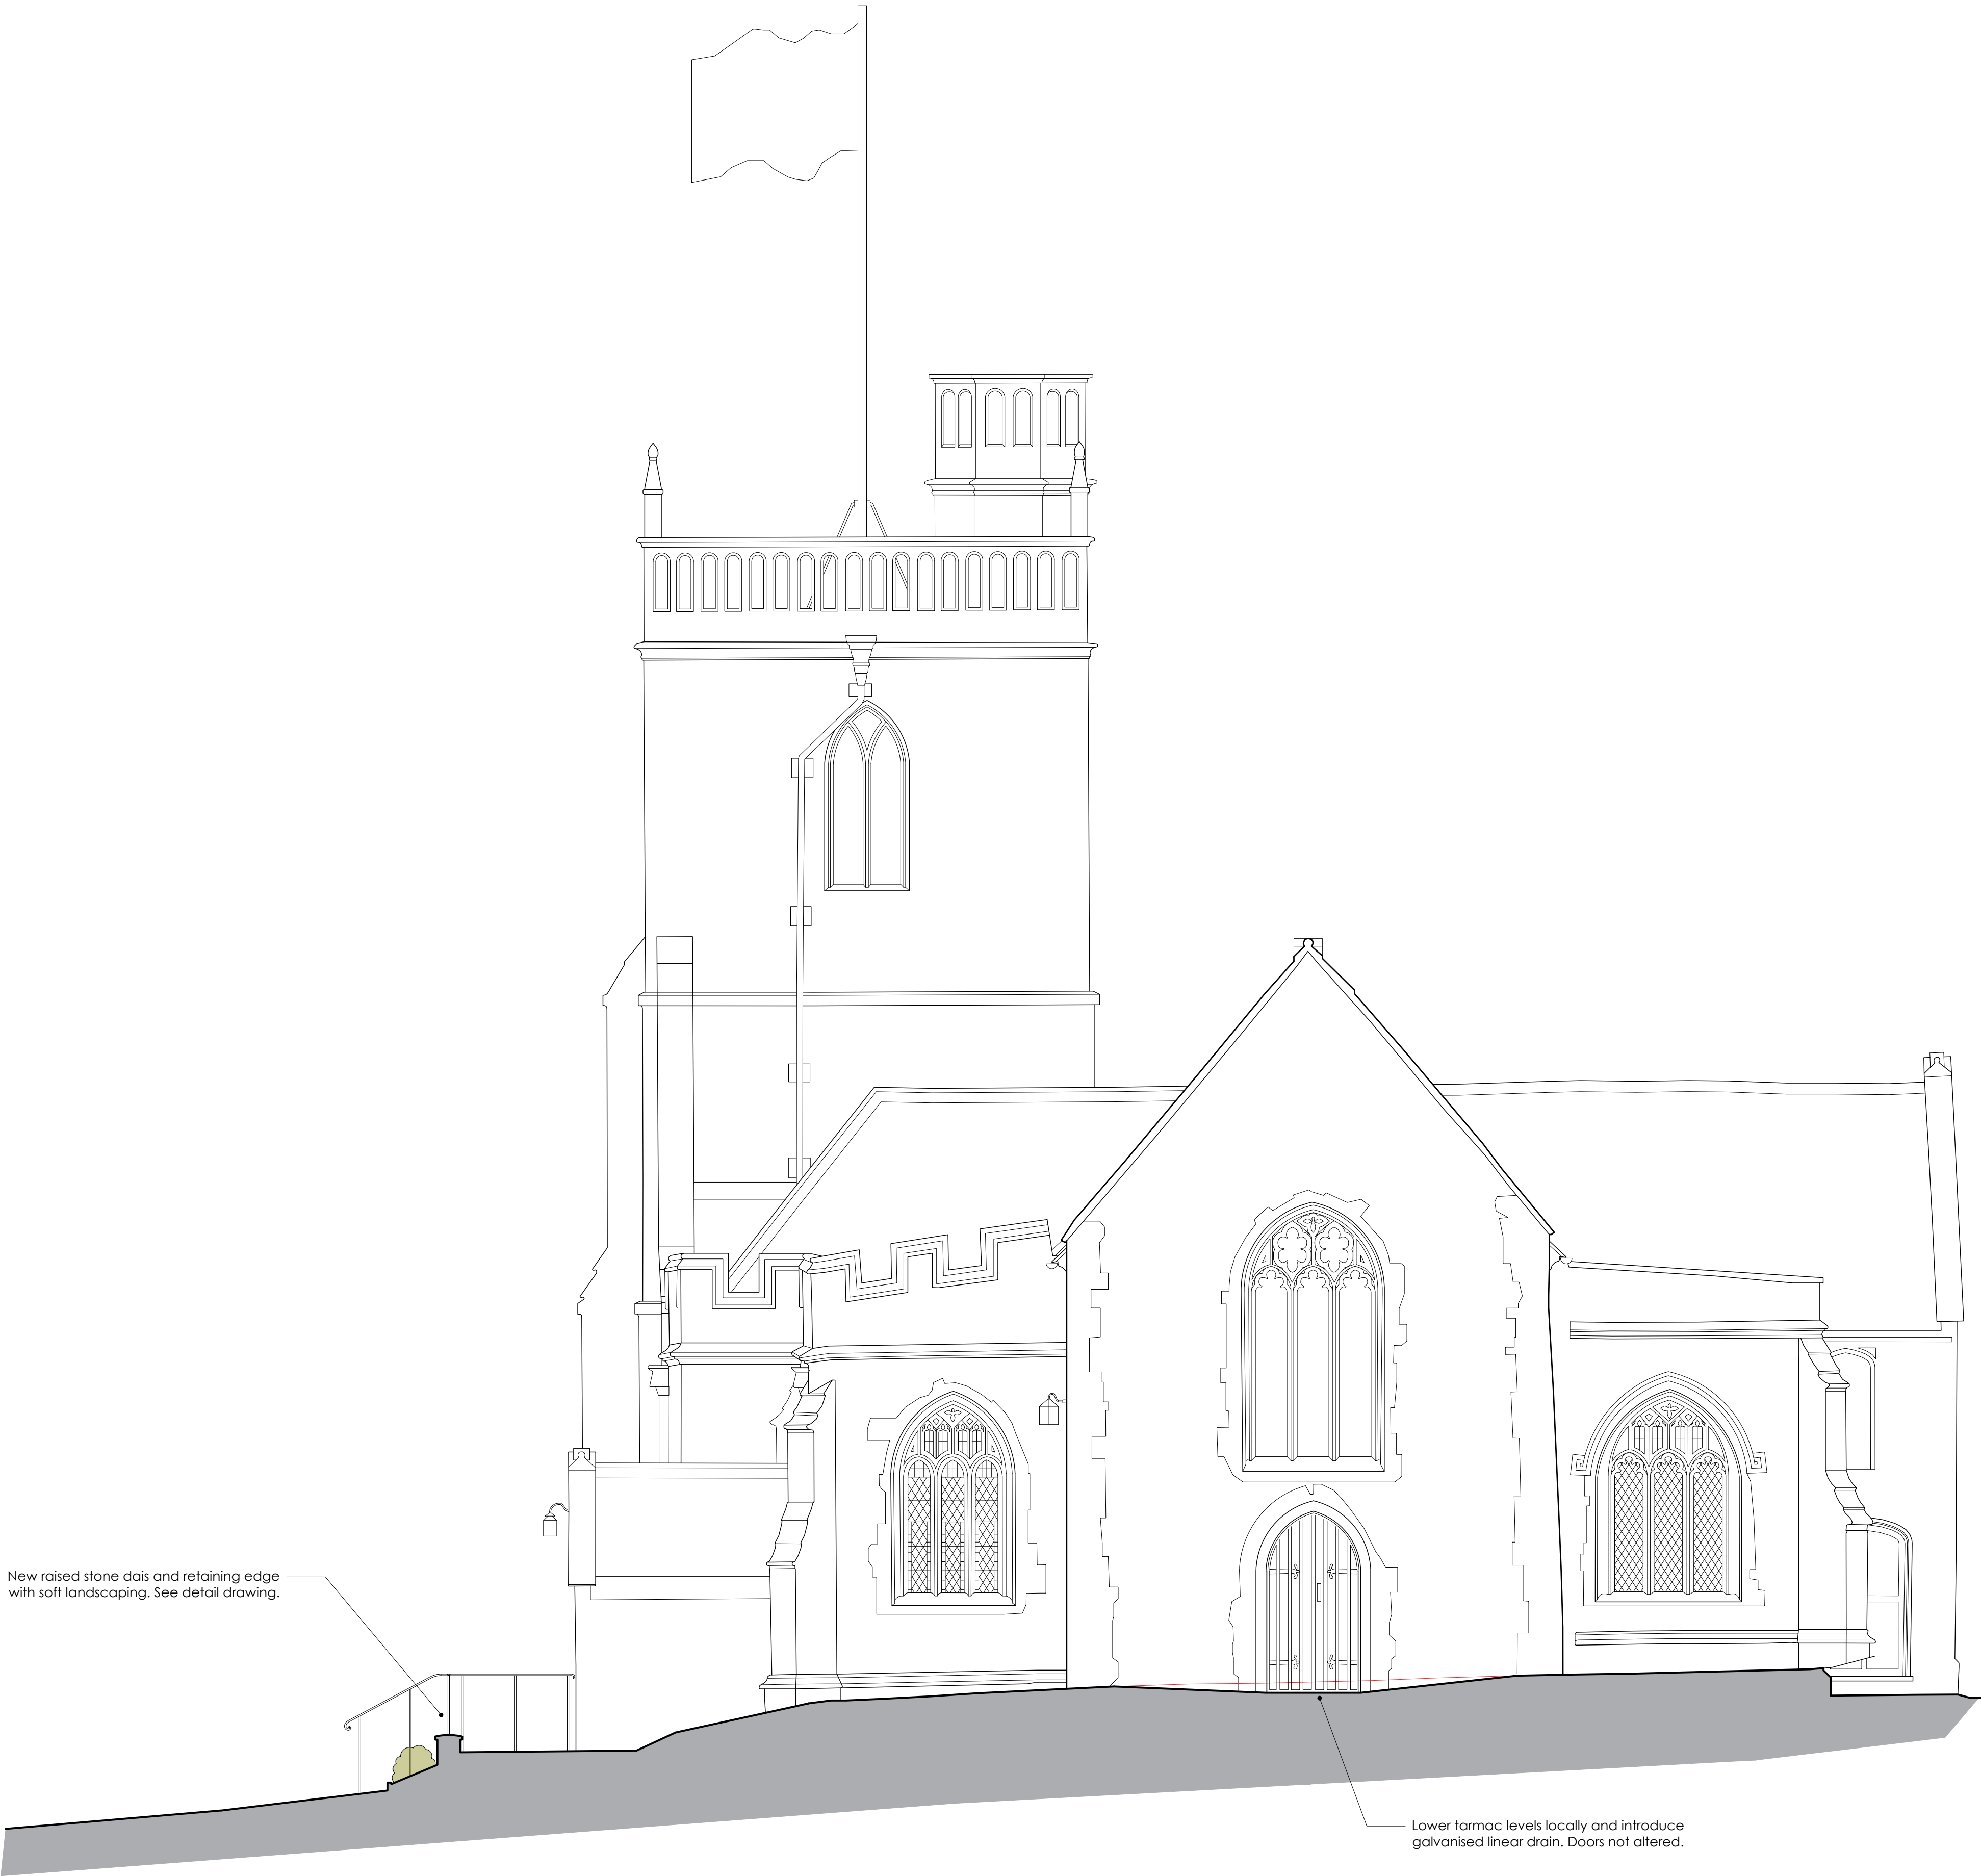 New raised stone dais and retaining edge
with soft landscaping. See detail drawing.
Lower tarmac levels locally and introduce
galvanised linear drain. Doors not altered.